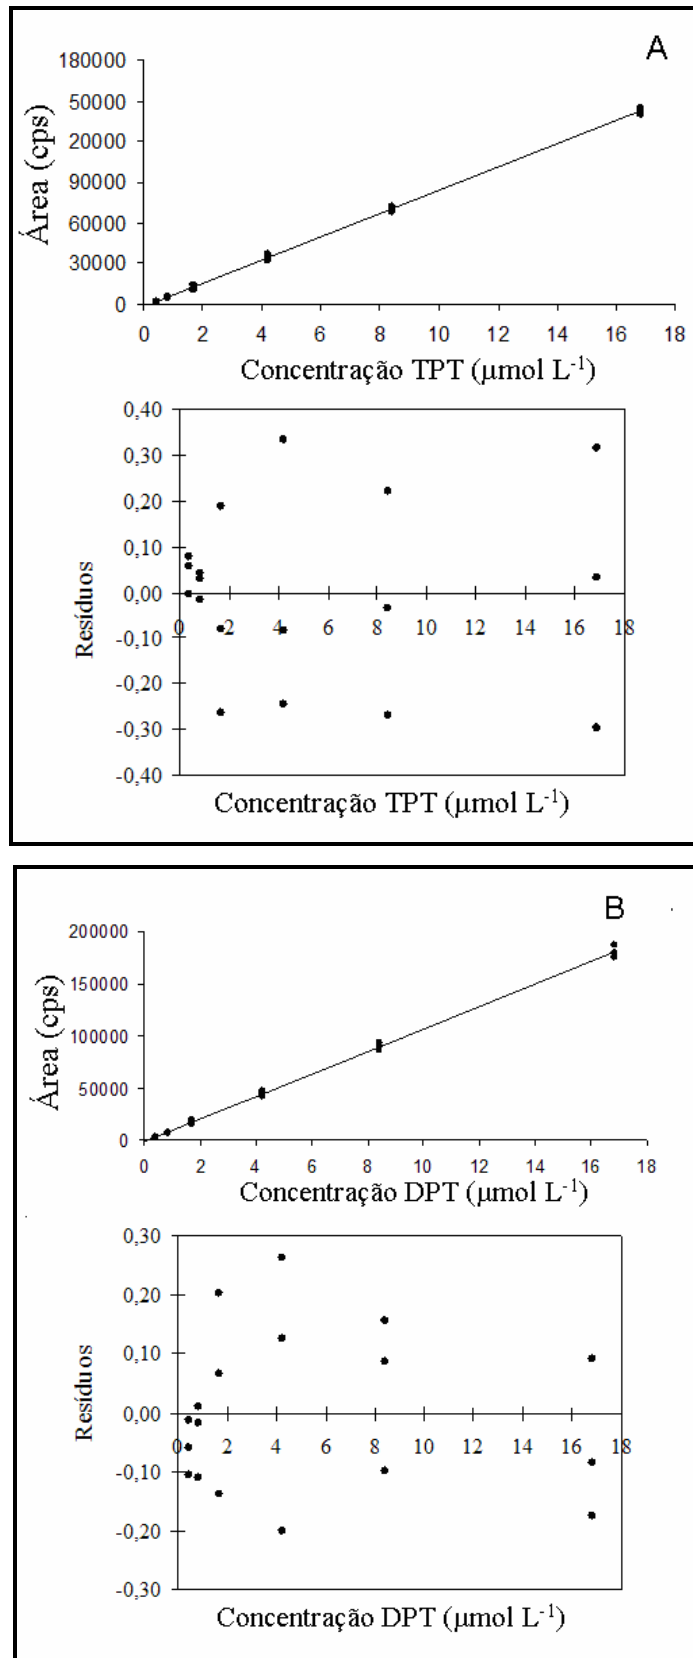 A
180000
50000
20000
90000
60000
30000
0
Área (cps)
0 2 4 6 8 10 12 14 16 18
Concentração TPT (µmol L-1)
0,40
0,30
0,20
0,10
0,00
-0,10
-0,20
-0,30
-0,40
Resíduos
0 2 4 6 8 10 12 14 16 18
Concentração TPT (µmol L-1)
B
200000
150000
100000
50000
0
Área (cps)
0 2 4 6 8 10 12 14 16 18
Concentração DPT (µmol L-1)
0,30
0,20
0,10
0,00
-0,10
-0,20
-0,30
Resíduos
0 2 4 6 8 10 12 14 16 18
Concentração DPT (µmol L-1)